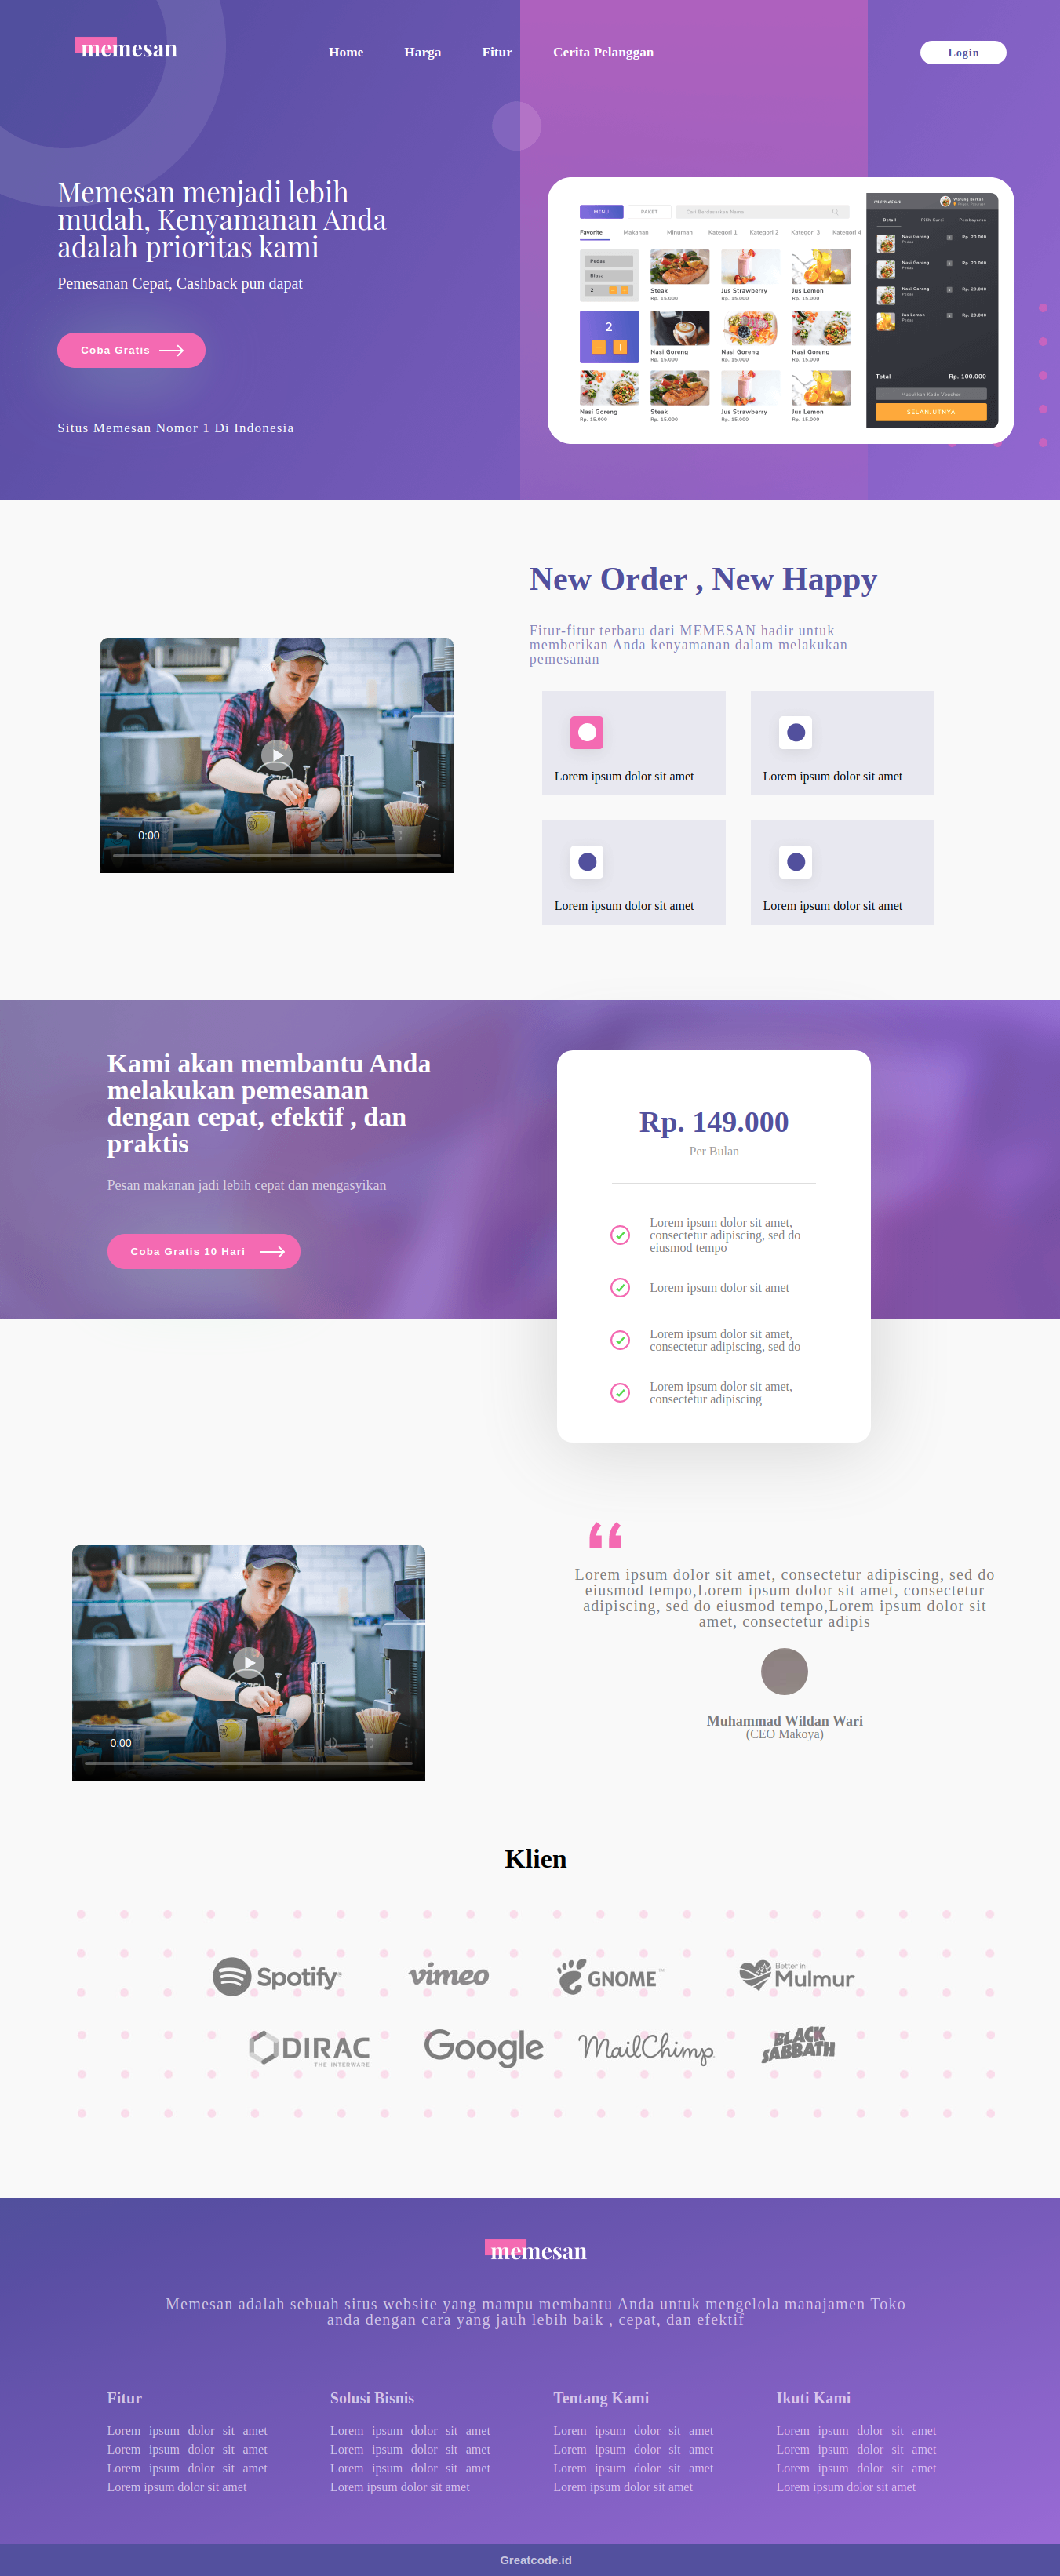 memesan
Home Harga Fitur Cerita Pelanggan Login
Memesan menjadi lebih
mudah, Kenyamanan Anda
adalah prioritas kami
Pemesanan Cepat, Cashback pun dapat
Coba Gratis
Situs Memesan Nomor 1 Di Indonesia
MENU PAKET Cari Berdasarkan Nama
Favorite Makanan Minuman Kategori 1 Kategori 2 Kategori 3 Kategori 4
Pedas
Biasa
2
Steak
Rp. 15.000
Jus Strawberry
Rp. 15.000
Jus Lemon
Rp. 15.000
2
Nasi Goreng
Rp. 15.000
Nasi Goreng
Rp. 15.000
Nasi Goreng
Rp. 15.000
Nasi Goreng
Rp. 15.000
Steak
Rp. 15.000
Jus Strawberry
Rp. 15.000
Jus Lemon
Rp. 15.000
memesan
Warung Berkat
Detail Pilih Kursi Pembayaran
Nasi Goreng Rp. 20.000
Pedas
Nasi Goreng Rp. 20.000
Pedas
Nasi Goreng Rp. 20.000
Pedas
Jus Lemon Rp. 20.000
Pedas
Total Rp. 100.000
Masukkan Kode Voucher
SELANJUTNYA
New Order , New Happy
Fitur-fitur terbaru dari MEMESAN hadir untuk
memberikan Anda kenyamanan dalam melakukan
pemesanan
0:00
Lorem ipsum dolor sit amet
Lorem ipsum dolor sit amet
Lorem ipsum dolor sit amet
Lorem ipsum dolor sit amet
Kami akan membantu Anda
melakukan pemesanan
dengan cepat, efektif , dan
praktis
Pesan makanan jadi lebih cepat dan mengasyikan
Coba Gratis 10 Hari
Rp. 149.000
Per Bulan
Lorem ipsum dolor sit amet,
consectetur adipiscing, sed do
eiusmod tempo
Lorem ipsum dolor sit amet
Lorem ipsum dolor sit amet,
consectetur adipiscing, sed do
Lorem ipsum dolor sit amet,
consectetur adipiscing
0:00
“
Lorem ipsum dolor sit amet, consectetur adipiscing, sed do
eiusmod tempo,Lorem ipsum dolor sit amet, consectetur
adipiscing, sed do eiusmod tempo,Lorem ipsum dolor sit
amet, consectetur adipis
Muhammad Wildan Wari
(CEO Makoya)
Klien
Spotify®
vimeo
GNOME™
Better in
Mulmur
DIRAC
THE INTERWARE
Google
MailChimp
BLACK
SABBATH
memesan
Memesan adalah sebuah situs website yang mampu membantu Anda untuk mengelola manajamen Toko
anda dengan cara yang jauh lebih baik , cepat, dan efektif
Fitur Solusi Bisnis Tentang Kami Ikuti Kami
Lorem ipsum dolor sit amet Lorem ipsum dolor sit amet Lorem ipsum dolor sit amet Lorem ipsum dolor sit amet
Lorem ipsum dolor sit amet Lorem ipsum dolor sit amet Lorem ipsum dolor sit amet Lorem ipsum dolor sit amet
Lorem ipsum dolor sit amet Lorem ipsum dolor sit amet Lorem ipsum dolor sit amet Lorem ipsum dolor sit amet
Lorem ipsum dolor sit amet Lorem ipsum dolor sit amet Lorem ipsum dolor sit amet Lorem ipsum dolor sit amet
Greatcode.id